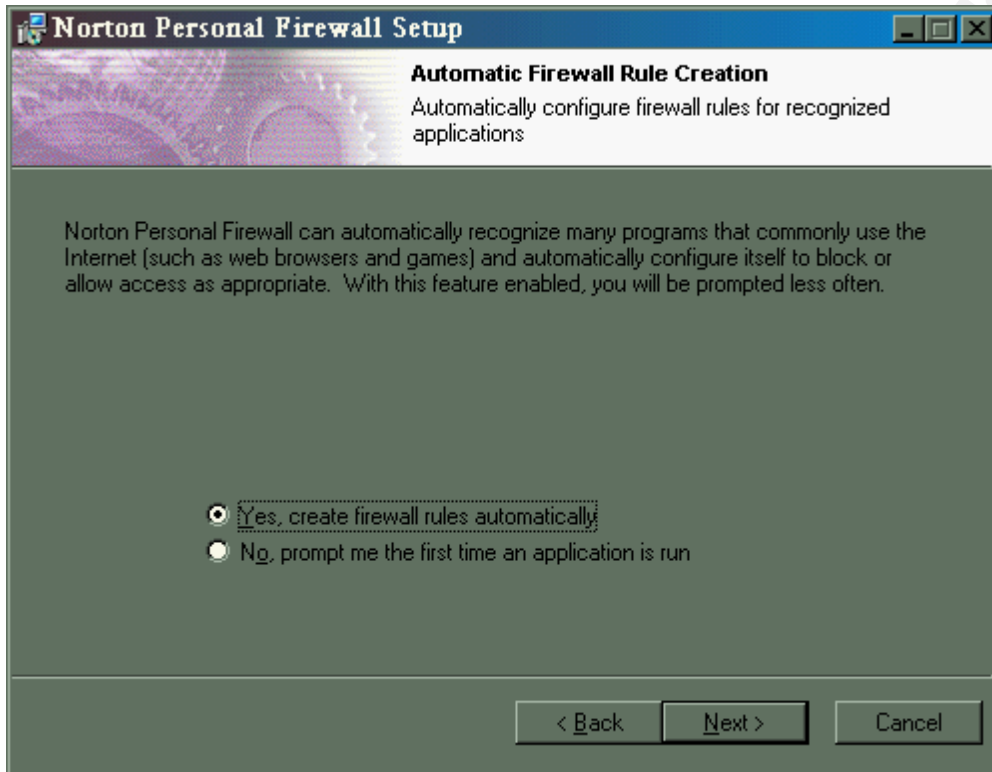 Norton Personal Firewall Setup
Automatic Firewall Rule Creation
Automatically configure firewall rules for recognized
applications
Norton Personal Firewall can automatically recognize many programs that commonly use the
Internet (such as web browsers and games) and automatically configure itself to block or
allow access as appropriate.  With this feature enabled, you will be prompted less often.
Yes, create firewall rules automatically
No, prompt me the first time an application is run
< Back
Next >
Cancel